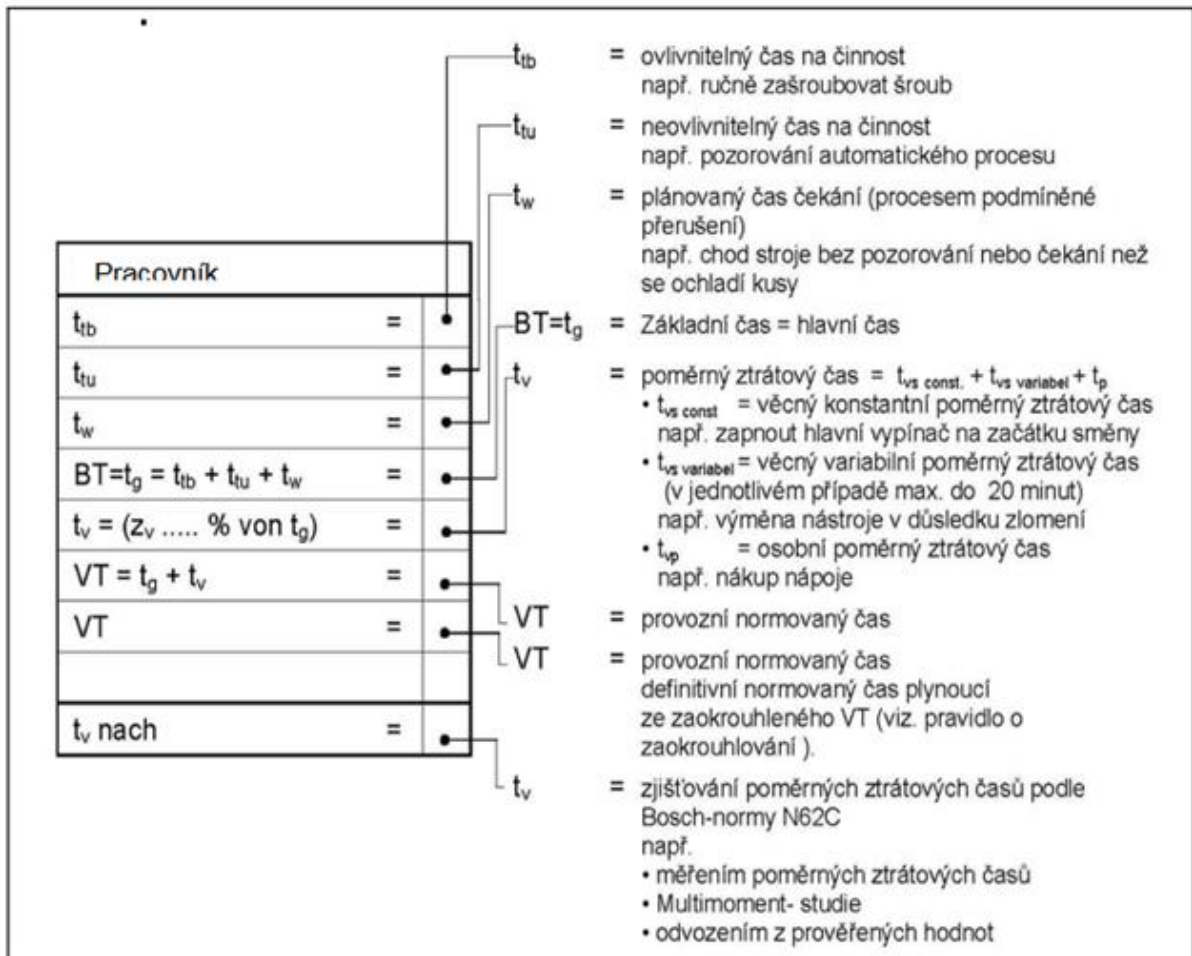 Pracovník
t_tb =
t_tu =
t_w =
BT=t_g = t_tb + t_tu + t_w =
t_v = (z_v ..... % von t_g) =
VT = t_g + t_v =
VT =
t_v nach =
t_tb = ovlivnitelný čas na činnost
např. ručně zašroubovat šroub
t_tu = neovlivnitelný čas na činnost
např. pozorování automatického procesu
t_w = plánovaný čas čekání (procesem podmíněné
přerušení)
např. chod stroje bez pozorování nebo čekání než
se ochladí kusy
BT=t_g = Základní čas = hlavní čas
t_v = poměrný ztrátový čas = t_vs const. + t_vs variabel + t_p
• t_vs const = věcný konstantní poměrný ztrátový čas
např. zapnout hlavní vypínač na začátku směny
• t_vs variabel = věcný variabilní poměrný ztrátový čas
(v jednotlivém případě max. do 20 minut)
např. výměna nástroje v důsledku zlomení
• t_vp = osobní poměrný ztrátový čas
např. nákup nápoje
VT = provozní normovaný čas
VT = provozní normovaný čas
definitivní normovaný čas plynoucí
ze zaokrouhleného VT (viz. pravidlo o
zaokrouhlování ).
t_v = zjišťování poměrných ztrátových časů podle
Bosch-normy N62C
např.
• měřením poměrných ztrátových časů
• Multimoment- studie
• odvozením z prověřených hodnot